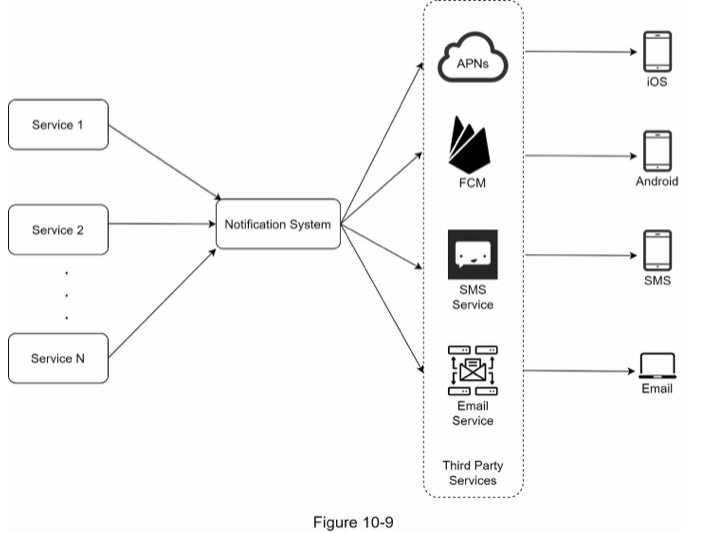 Service 1
Service 2
.
.
.
Service N
Notification System
APNs
FCM
SMS
Service
Email
Service
Third Party
Services
iOS
Android
SMS
Email
Figure 10-9